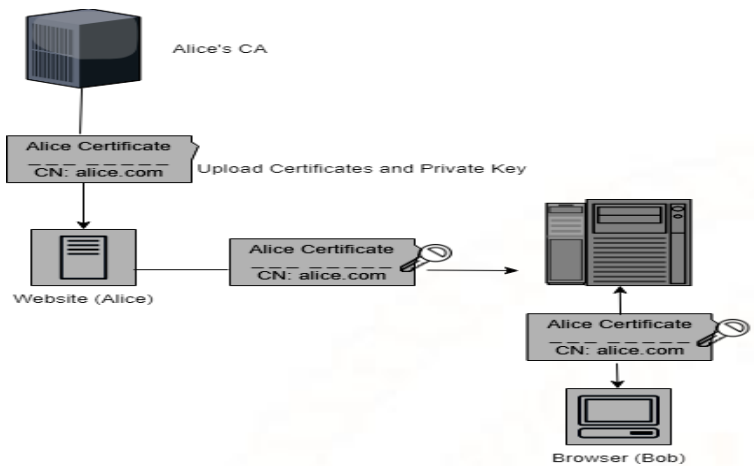 Alice's CA
Alice Certificate
CN: alice.com
Upload Certificates and Private Key
Website (Alice)
Alice Certificate
CN: alice.com
Alice Certificate
CN: alice.com
Browser (Bob)